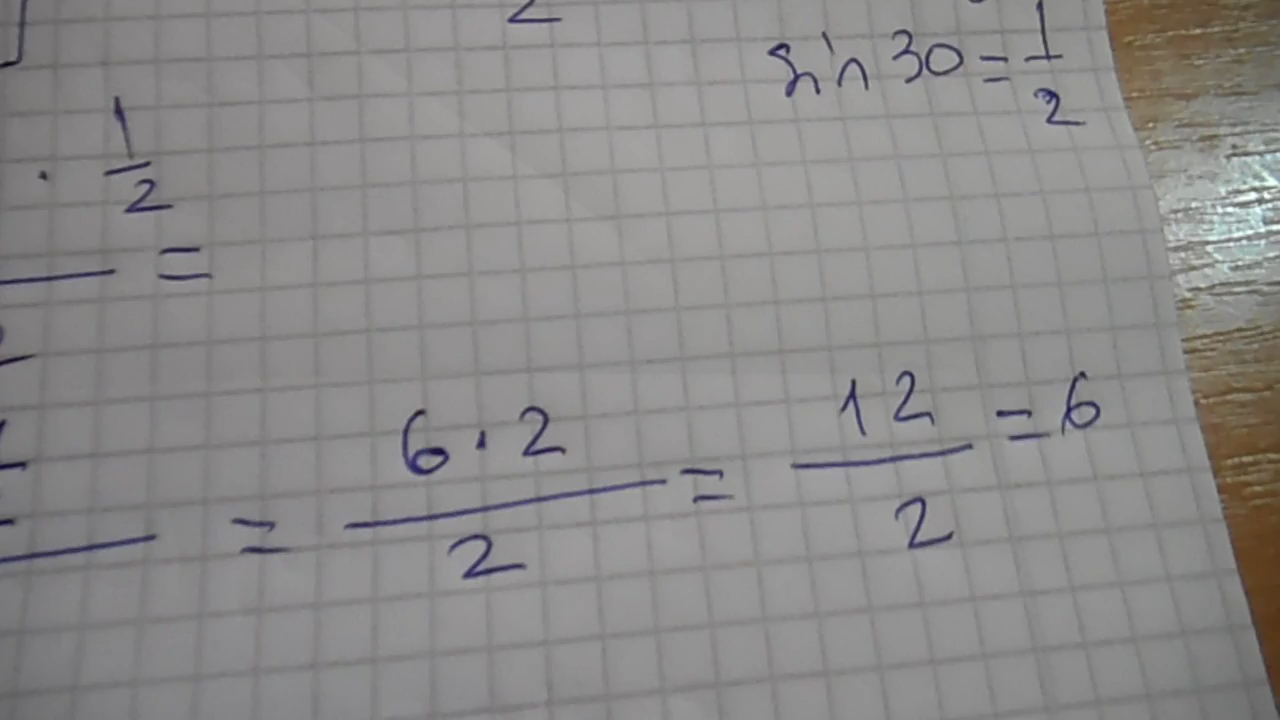 sin 30 = 1/2
· 1/2
=
= 6·2/2 = 12/2 = 6